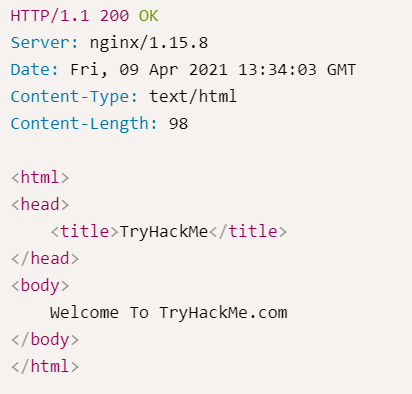 HTTP/1.1 200 OK
Server: nginx/1.15.8
Date: Fri, 09 Apr 2021 13:34:03 GMT
Content-Type: text/html
Content-Length: 98

<html>
<head>
    <title>TryHackMe</title>
</head>
<body>
    Welcome To TryHackMe.com
</body>
</html>